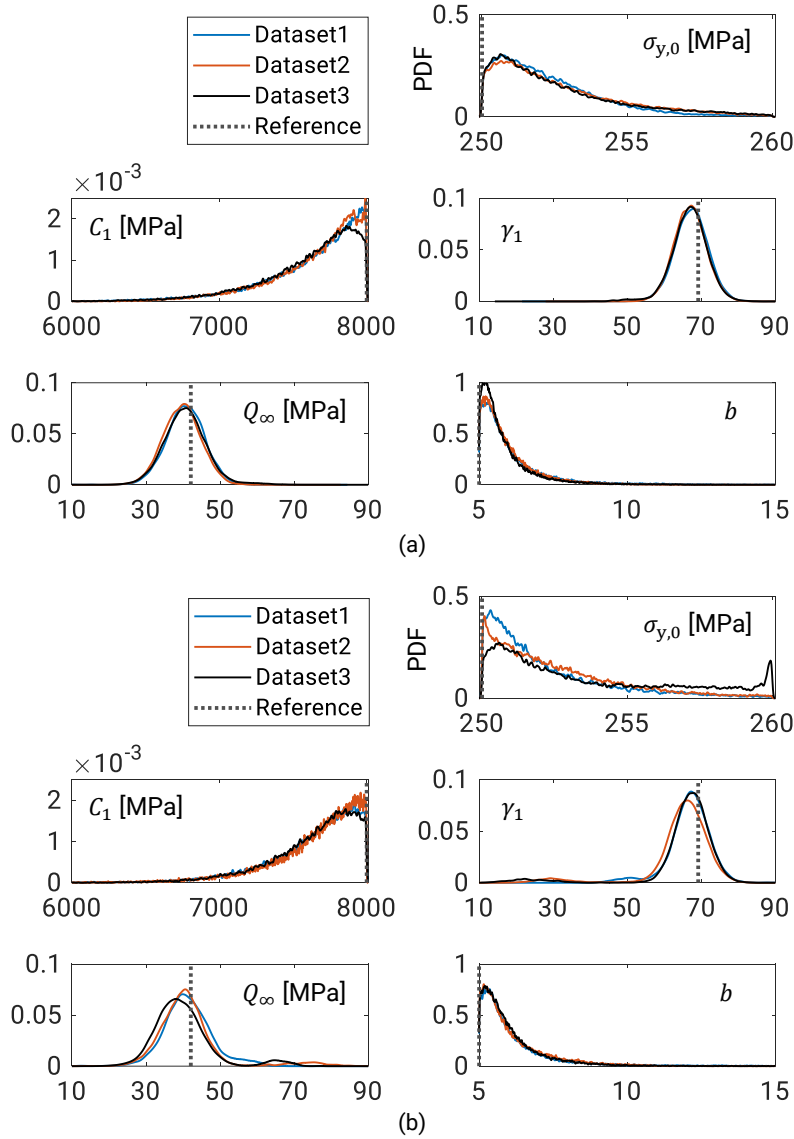 Dataset1
Dataset2
Dataset3
Reference
PDF
σy,0 [MPa]
0.5
0
250 255 260
×10⁻³
C₁ [MPa]
2
1
0
6000 7000 8000
γ₁
0.1
0.05
0
10 30 50 70 90
Q∞ [MPa]
0.1
0.05
0
10 30 50 70 90
b
1
0.5
0
5 10 15
(a)
Dataset1
Dataset2
Dataset3
Reference
PDF
σy,0 [MPa]
0.5
0
250 255 260
×10⁻³
C₁ [MPa]
2
1
0
6000 7000 8000
γ₁
0.1
0.05
0
10 30 50 70 90
Q∞ [MPa]
0.1
0.05
0
10 30 50 70 90
b
1
0.5
0
5 10 15
(b)